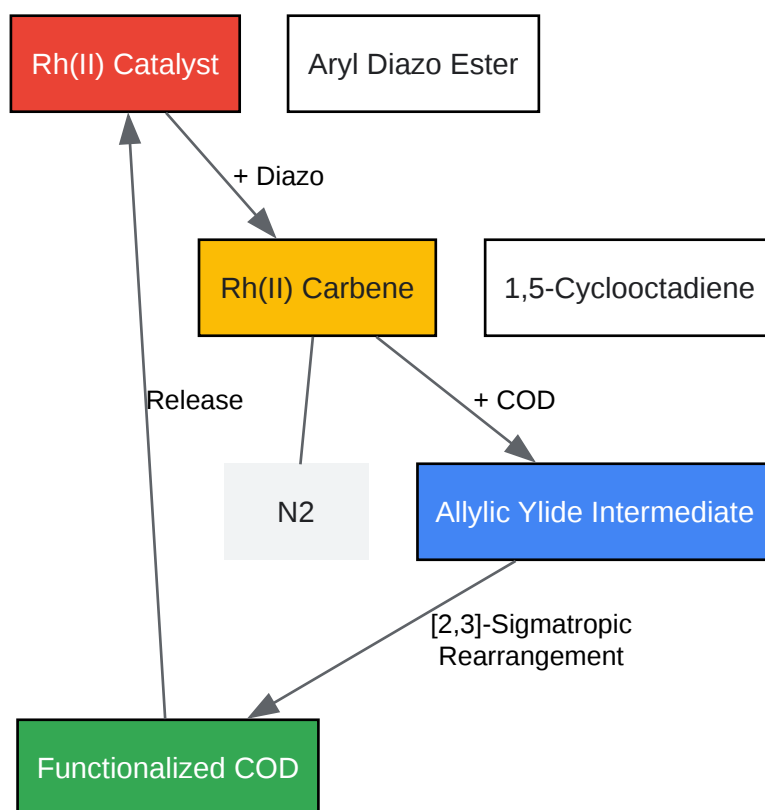 Rh(II) Catalyst
Aryl Diazo Ester
+ Diazo
Rh(II) Carbene
1,5-Cyclooctadiene
Release
+ COD
N2
Allylic Ylide Intermediate
[2,3]-Sigmatropic
Rearrangement
Functionalized COD